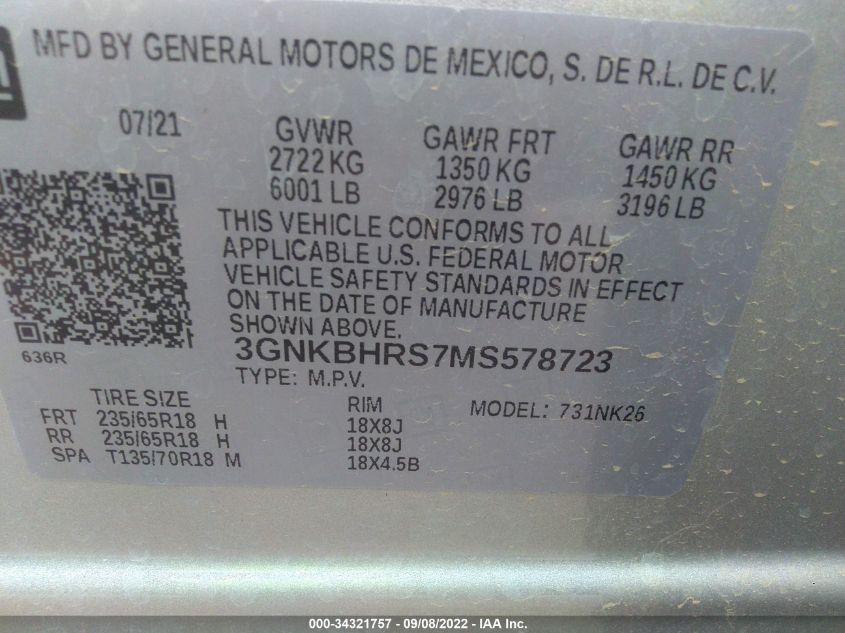 MFD BY GENERAL MOTORS DE MEXICO, S. DE R.L. DE C.V.
07/21
GVWR
2722 KG
6001 LB
GAWR FRT
1350 KG
2976 LB
GAWR RR
1450 KG
3196 LB
THIS VEHICLE CONFORMS TO ALL
APPLICABLE U.S. FEDERAL MOTOR
VEHICLE SAFETY STANDARDS IN EFFECT
ON THE DATE OF MANUFACTURE
SHOWN ABOVE.
636R
3GNKBHRS7MS578723
TYPE: M.P.V.
MODEL: 731NK26
TIRE SIZE RIM
FRT 235/65R18 H 18X8J
RR 235/65R18 H 18X8J
SPA T135/70R18 M 18X4.5B
000-34321757 - 09/08/2022 - IAA Inc.